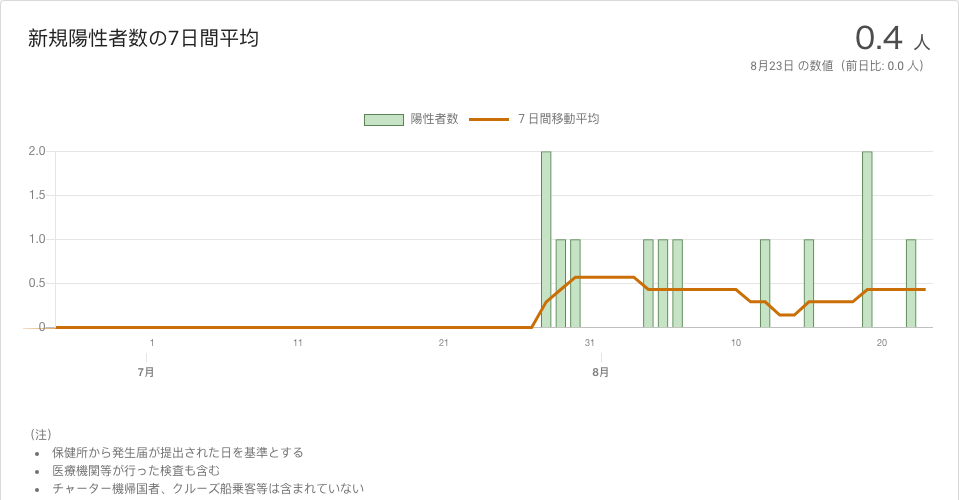 新規陽性者数の7日間平均
0.4 人
8月23日 の数値（前日比: 0.0 人）
陽性者数 7 日間移動平均
2.0
1.5
1.0
0.5
0
1 11 21 31 10 20
7月 8月
（注）
• 保健所から発生届が提出された日を基準とする
• 医療機関等が行った検査も含む
• チャーター機帰国者、クルーズ船乗客等は含まれていない